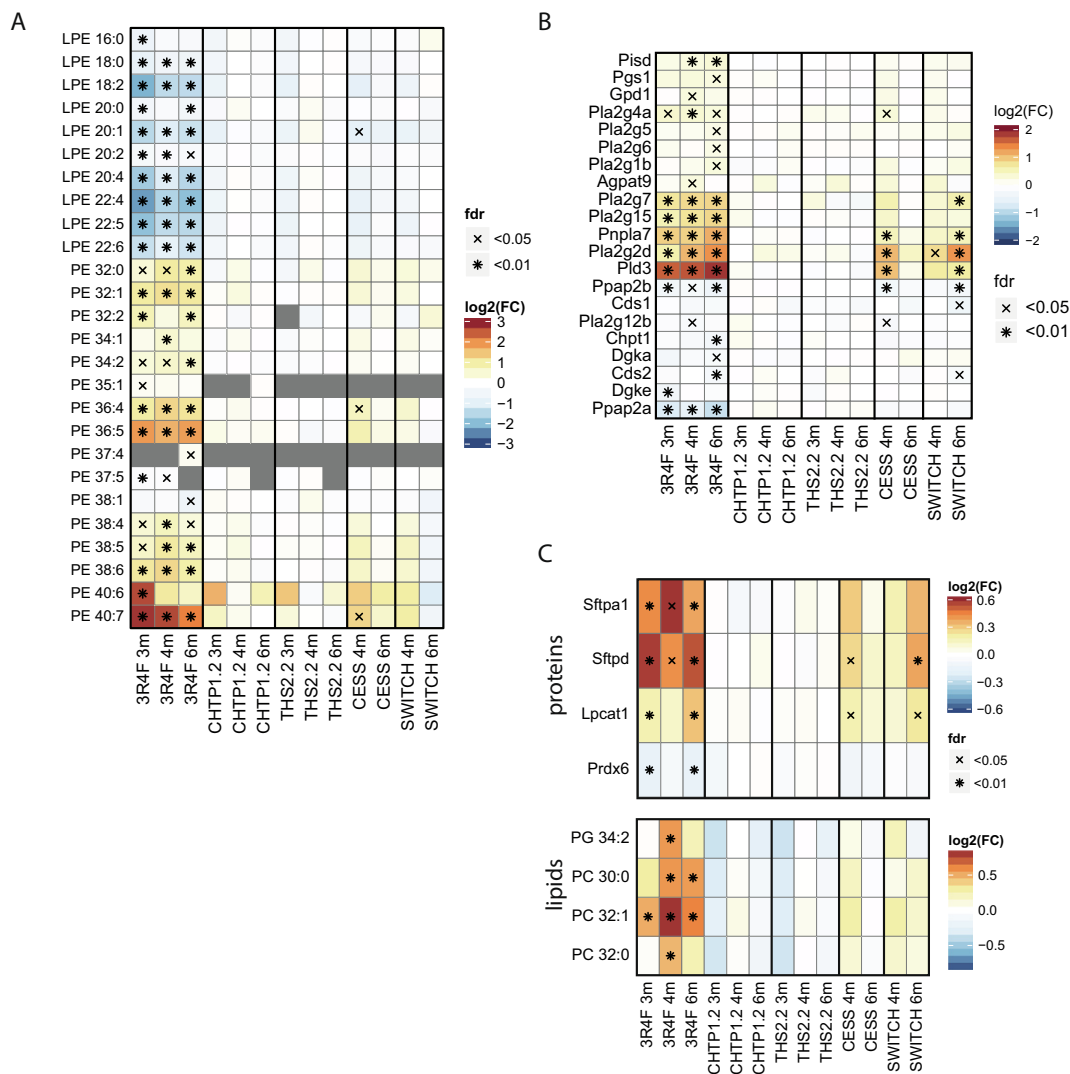 A
LPE 16:0
LPE 18:0
LPE 18:2
LPE 20:0
LPE 20:1
LPE 20:2
LPE 20:4
LPE 22:4
LPE 22:5
LPE 22:6
PE 32:0
PE 32:1
PE 32:2
PE 34:1
PE 34:2
PE 35:1
PE 36:4
PE 36:5
PE 37:4
PE 37:5
PE 38:1
PE 38:4
PE 38:5
PE 38:6
PE 40:6
PE 40:7
3R4F 3m
3R4F 4m
3R4F 6m
CHTP1.2 3m
CHTP1.2 4m
CHTP1.2 6m
THS2.2 3m
THS2.2 4m
THS2.2 6m
CESS 4m
CESS 6m
SWITCH 4m
SWITCH 6m
fdr
<0.05
<0.01
log2(FC)
3
2
1
0
−1
−2
−3
B
Pisd
Pgs1
Gpd1
Pla2g4a
Pla2g5
Pla2g6
Pla2g1b
Agpat9
Pla2g7
Pla2g15
Pnpla7
Pla2g2d
Pld3
Ppap2b
Cds1
Pla2g12b
Chpt1
Dgka
Cds2
Dgke
Ppap2a
3R4F 3m
3R4F 4m
3R4F 6m
CHTP1.2 3m
CHTP1.2 4m
CHTP1.2 6m
THS2.2 3m
THS2.2 4m
THS2.2 6m
CESS 4m
CESS 6m
SWITCH 4m
SWITCH 6m
log2(FC)
2
1
0
−1
−2
fdr
<0.05
<0.01
C
proteins
Sftpa1
Sftpd
Lpcat1
Prdx6
log2(FC)
0.6
0.3
0.0
−0.3
−0.6
fdr
<0.05
<0.01
lipids
PG 34:2
PC 30:0
PC 32:1
PC 32:0
log2(FC)
0.5
0.0
−0.5
3R4F 3m
3R4F 4m
3R4F 6m
CHTP1.2 3m
CHTP1.2 4m
CHTP1.2 6m
THS2.2 3m
THS2.2 4m
THS2.2 6m
CESS 4m
CESS 6m
SWITCH 4m
SWITCH 6m